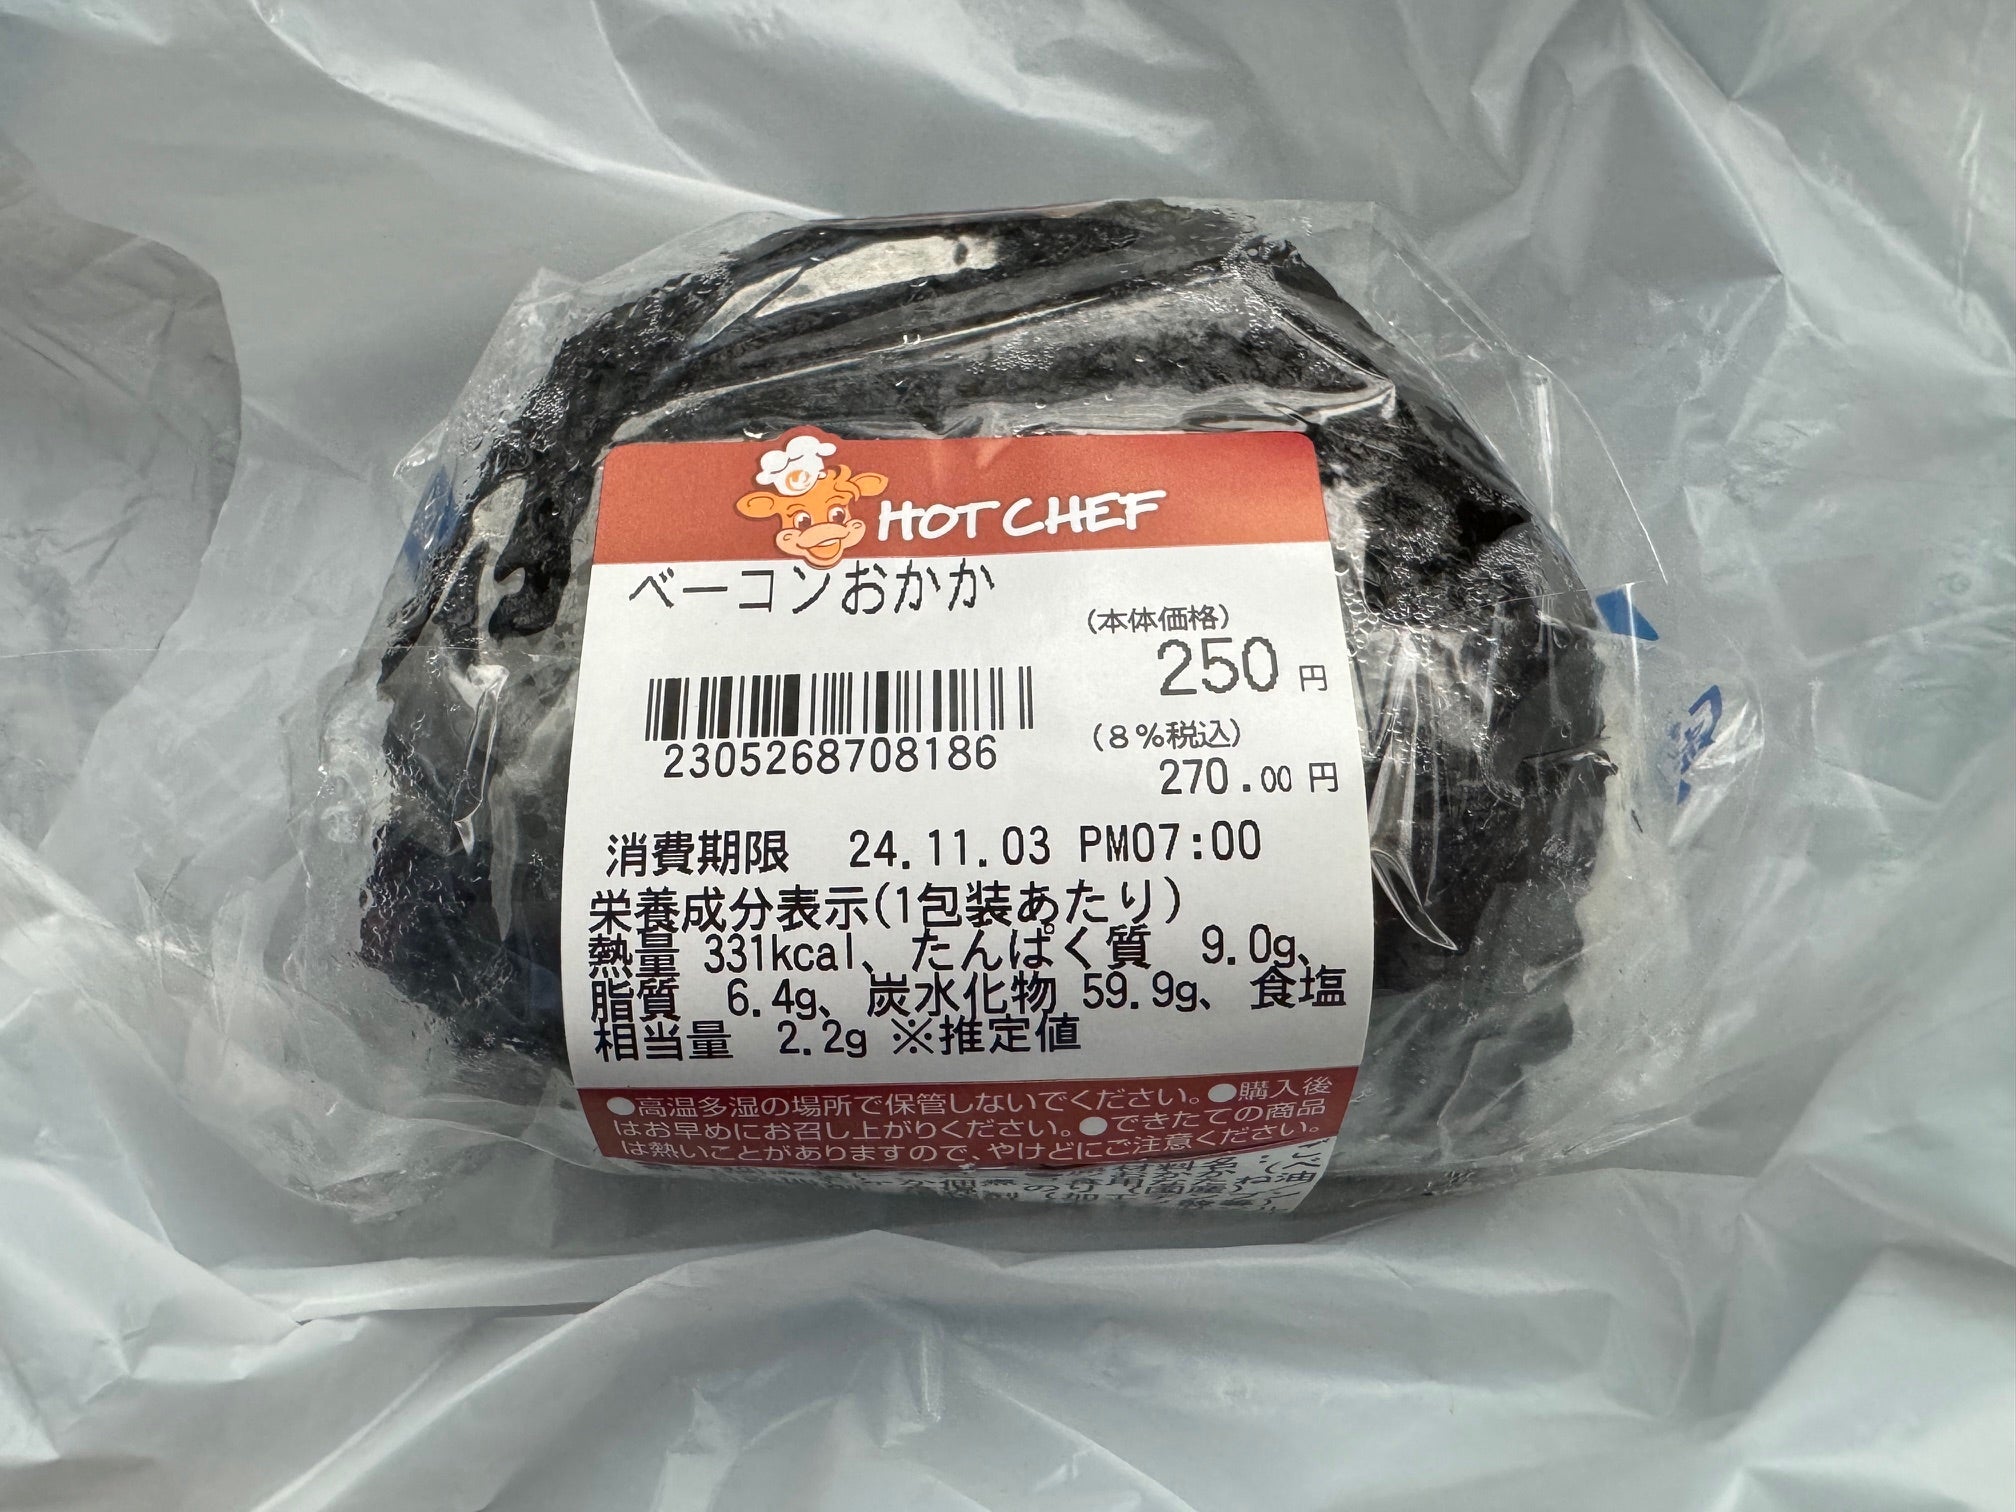 HOT CHEF
ベーコンおかか
(本体価格)
250 円
2305268708186
(8%税込)
270.00 円
消費期限 24.11.03 PM07:00
栄養成分表示(1包装あたり)
熱量 331kcal、たんぱく質 9.0g、
脂質 6.4g、炭水化物 59.9g、食塩
相当量 2.2g ※推定値
●高温多湿の場所で保管しないでください。●購入後
はお早めにお召し上がりください。●できたての商品
は熱いことがありますので、やけどにご注意ください。